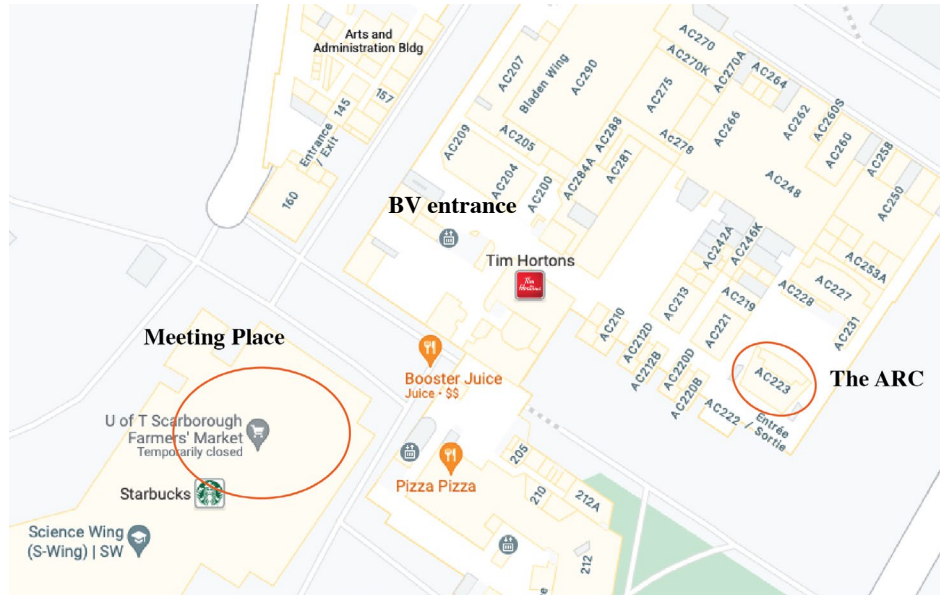 Arts and
Administration Bldg
145
157
Entrance
/ Exit
160
AC207
Bladen Wing
AC290
AC209
AC205
AC204
AC200
AC284A
AC288
AC281
AC270
AC270K
AC270A
AC264
AC275
AC278
AC266
AC262
AC260S
AC260
AC258
AC250
AC248
BV entrance
Tim Hortons
Tim
Hortons
AC242A
AC246K
AC253A
AC227
AC228
AC219
AC213
AC221
AC231
AC210
AC212D
AC212B
AC220D
AC220B
AC222
AC223
The ARC
Entrée
/ Sortie
Meeting Place
Booster Juice
Juice • $$
U of T Scarborough
Farmers' Market
Temporarily closed
Starbucks
Pizza Pizza
205
210
212A
212
Science Wing
(S-Wing) | SW